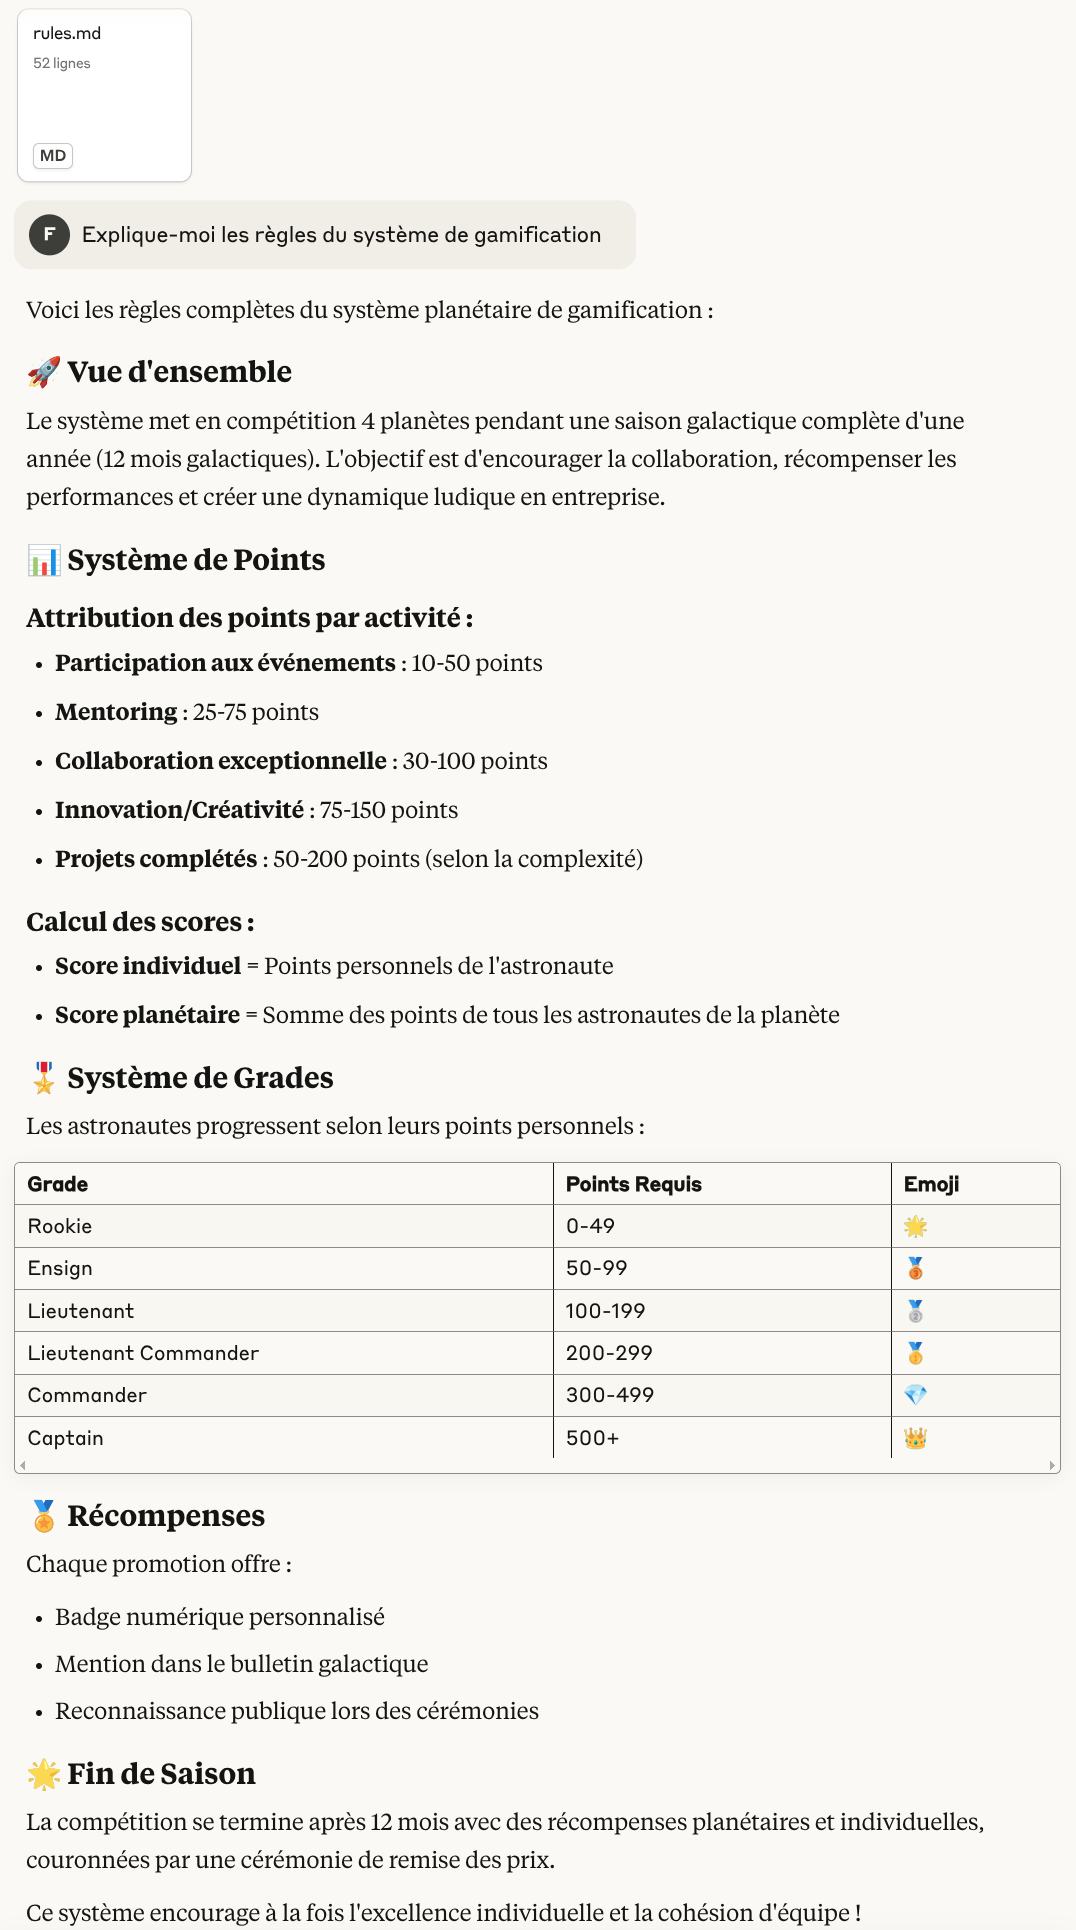 rules.md
52 lignes
MD
F Explique-moi les règles du système de gamification
Voici les règles complètes du système planétaire de gamification :
🚀 Vue d'ensemble
Le système met en compétition 4 planètes pendant une saison galactique complète d'une
année (12 mois galactiques). L'objectif est d'encourager la collaboration, récompenser les
performances et créer une dynamique ludique en entreprise.
📊 Système de Points
Attribution des points par activité :
• Participation aux événements : 10-50 points
• Mentoring : 25-75 points
• Collaboration exceptionnelle : 30-100 points
• Innovation/Créativité : 75-150 points
• Projets complétés : 50-200 points (selon la complexité)
Calcul des scores :
• Score individuel = Points personnels de l'astronaute
• Score planétaire = Somme des points de tous les astronautes de la planète
🎖️ Système de Grades
Les astronautes progressent selon leurs points personnels :
Grade Points Requis Emoji
Rookie 0-49 🌟
Ensign 50-99 🥉
Lieutenant 100-199 🥈
Lieutenant Commander 200-299 🥇
Commander 300-499 💎
Captain 500+ 👑
🏅 Récompenses
Chaque promotion offre :
• Badge numérique personnalisé
• Mention dans le bulletin galactique
• Reconnaissance publique lors des cérémonies
🌟 Fin de Saison
La compétition se termine après 12 mois avec des récompenses planétaires et individuelles,
couronnées par une cérémonie de remise des prix.
Ce système encourage à la fois l'excellence individuelle et la cohésion d'équipe !